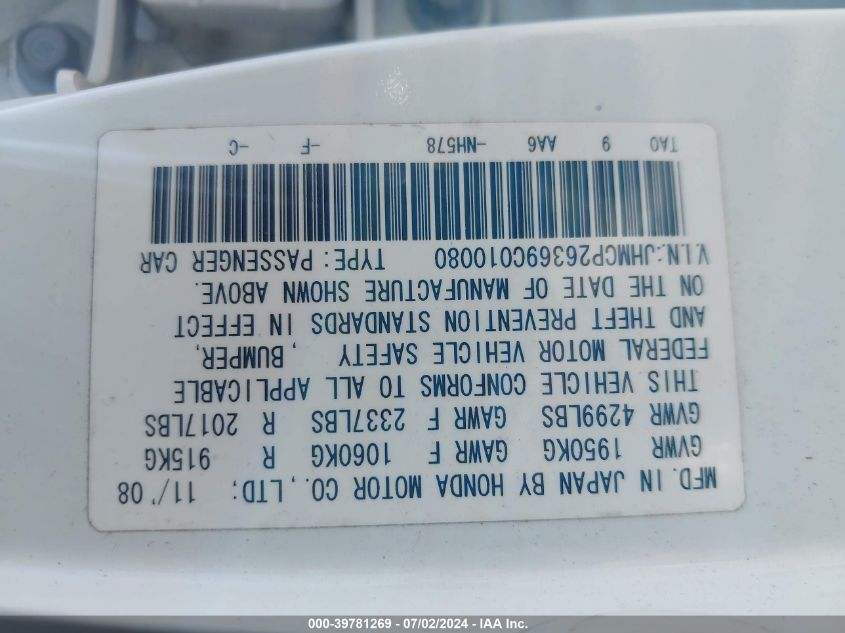 MFD. IN JAPAN BY HONDA MOTOR CO., LTD: 11/'08
GVWR 1950KG GAWR F 1060KG R 915KG
GVWR 4299LBS GAWR F 2337LBS R 2017LBS
THIS VEHICLE CONFORMS TO ALL APPLICABLE
FEDERAL MOTOR VEHICLE SAFETY , BUMPER,
AND THEFT PREVENTION STANDARDS IN EFFECT
ON THE DATE OF MANUFACTURE SHOWN ABOVE.
V.I.N.:JHMCP26369C010080 TYPE: PASSENGER CAR
TA0 9 AA6 -NH578 -F -C
000-39781269 - 07/02/2024 - IAA Inc.